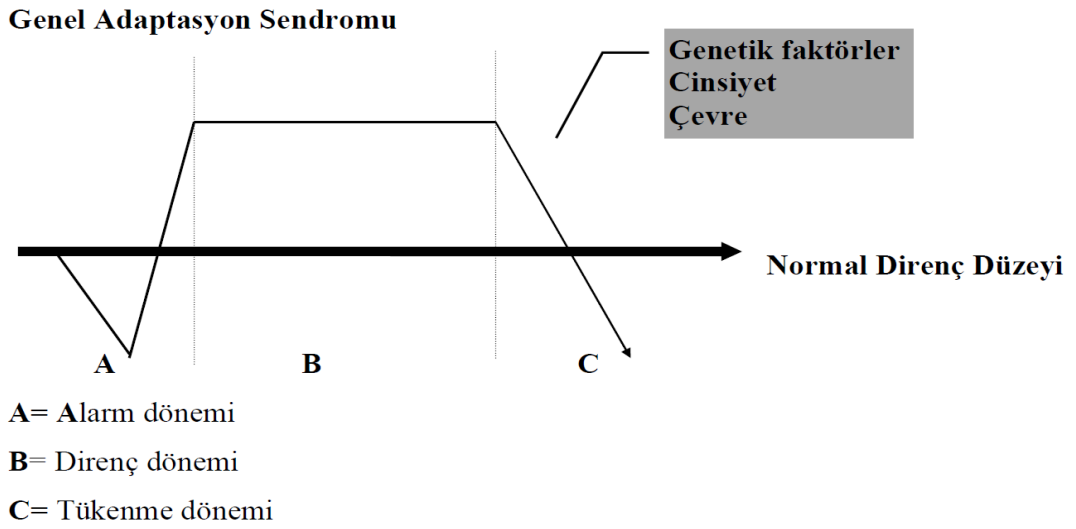 Genel Adaptasyon Sendromu
Genetik faktörler
Cinsiyet
Çevre
Normal Direnç Düzeyi
A
B
C
A= Alarm dönemi
B= Direnç dönemi
C= Tükenme dönemi